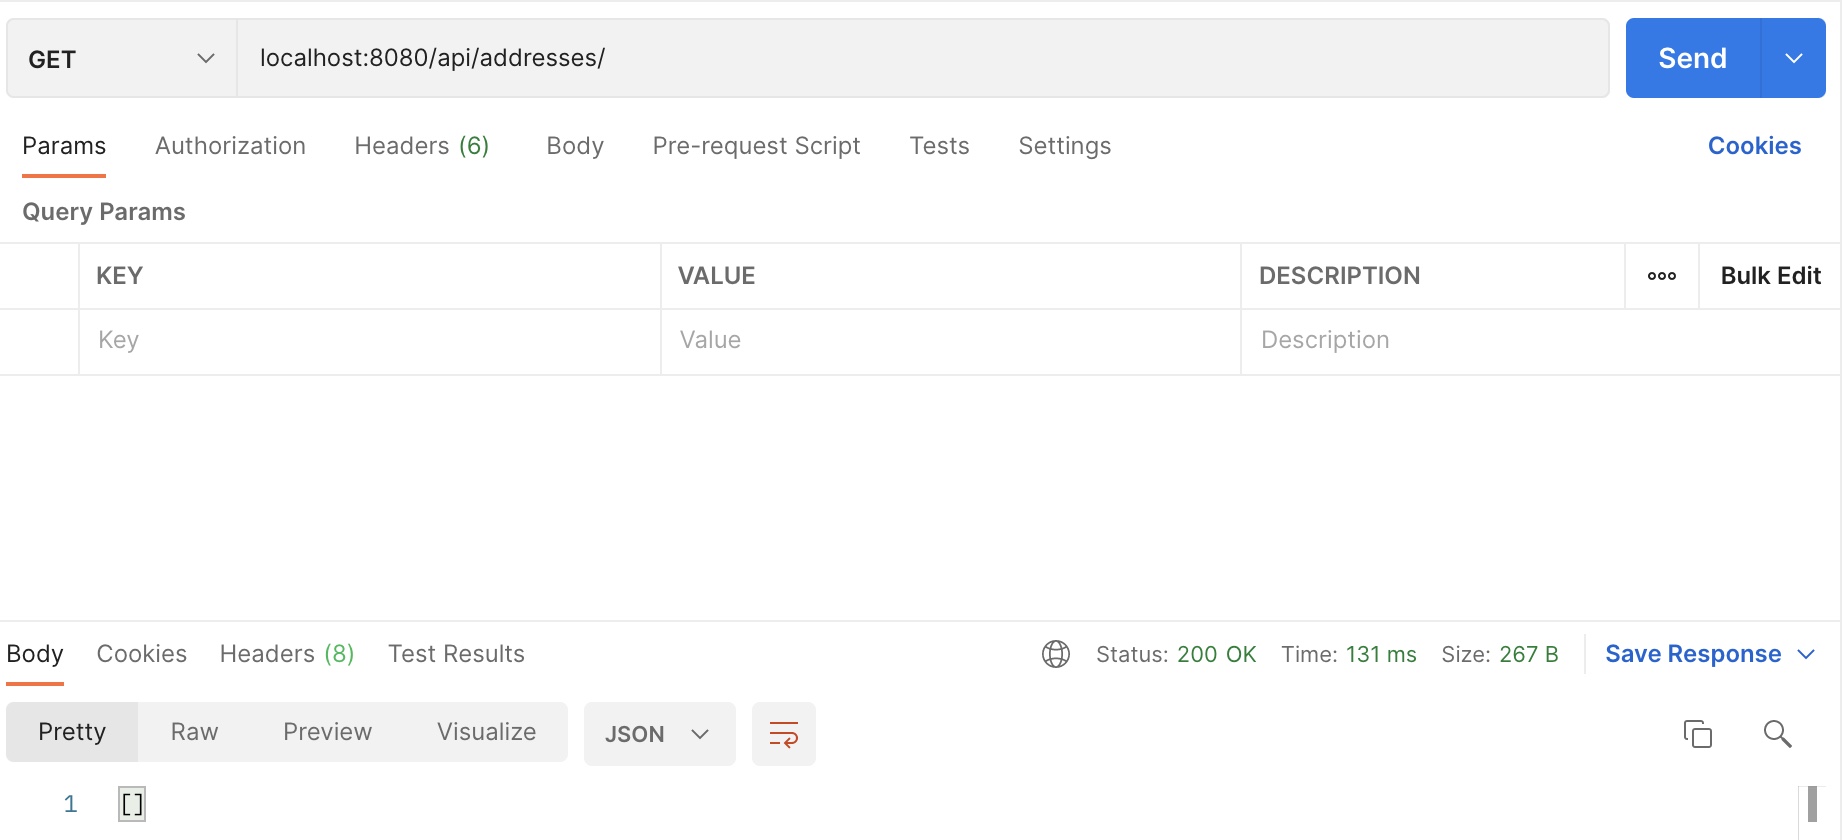 GET localhost:8080/api/addresses/ Send
Params Authorization Headers (6) Body Pre-request Script Tests Settings Cookies
Query Params
KEY VALUE DESCRIPTION ooo Bulk Edit
Key Value Description
Body Cookies Headers (8) Test Results Status: 200 OK Time: 131 ms Size: 267 B Save Response
Pretty Raw Preview Visualize JSON
1 []